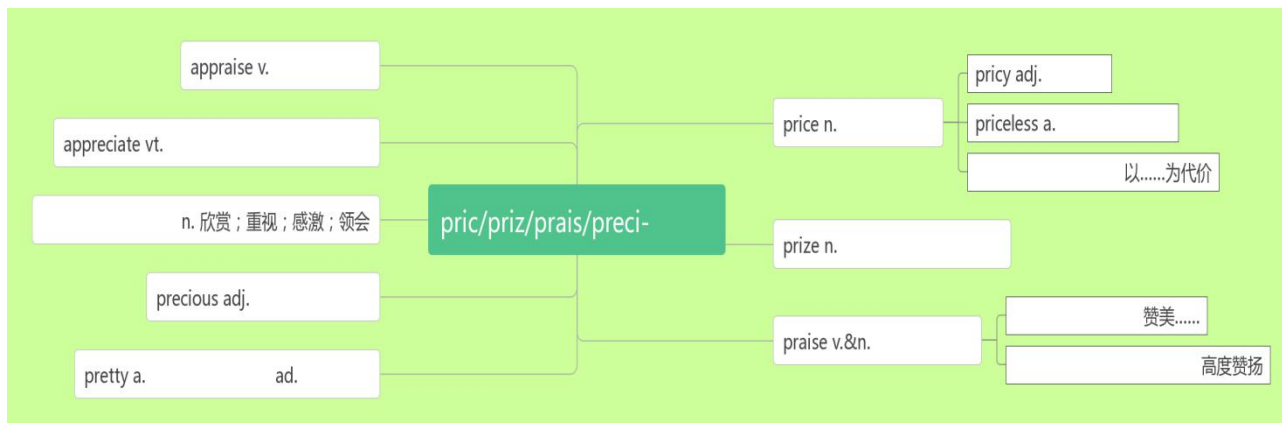 appraise v.
appreciate vt.
n. 欣赏；重视；感激；领会
precious adj.
pretty a. ad.
pric/priz/prais/preci-
price n.
pricy adj.
priceless a.
以……为代价
prize n.
praise v.&n.
赞美……
高度赞扬